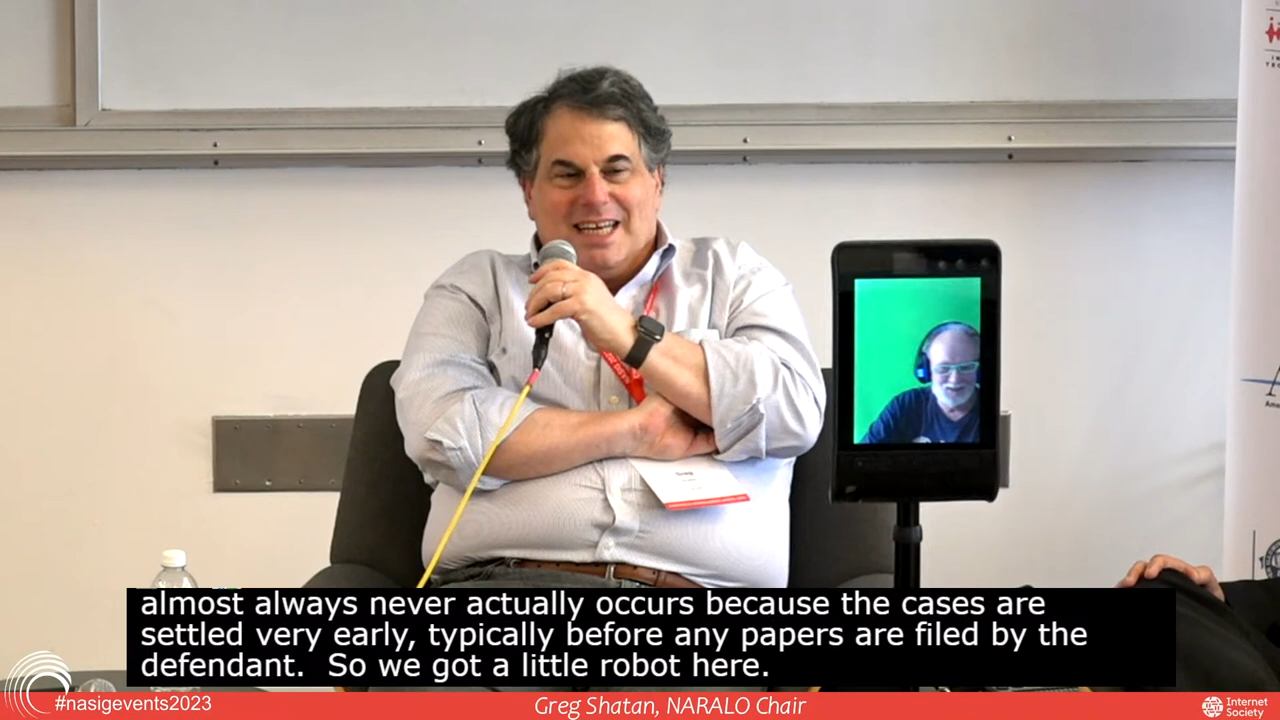 Greg
almost always never actually occurs because the cases are
settled very early, typically before any papers are filed by the
defendant.  So we got a little robot here.
#nasigevents2023
Greg Shatan, NARALO Chair
Internet
Society